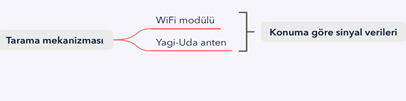 WiFi modülü
Tarama mekanizması
Yagi-Uda anten
Konuma göre sinyal verileri